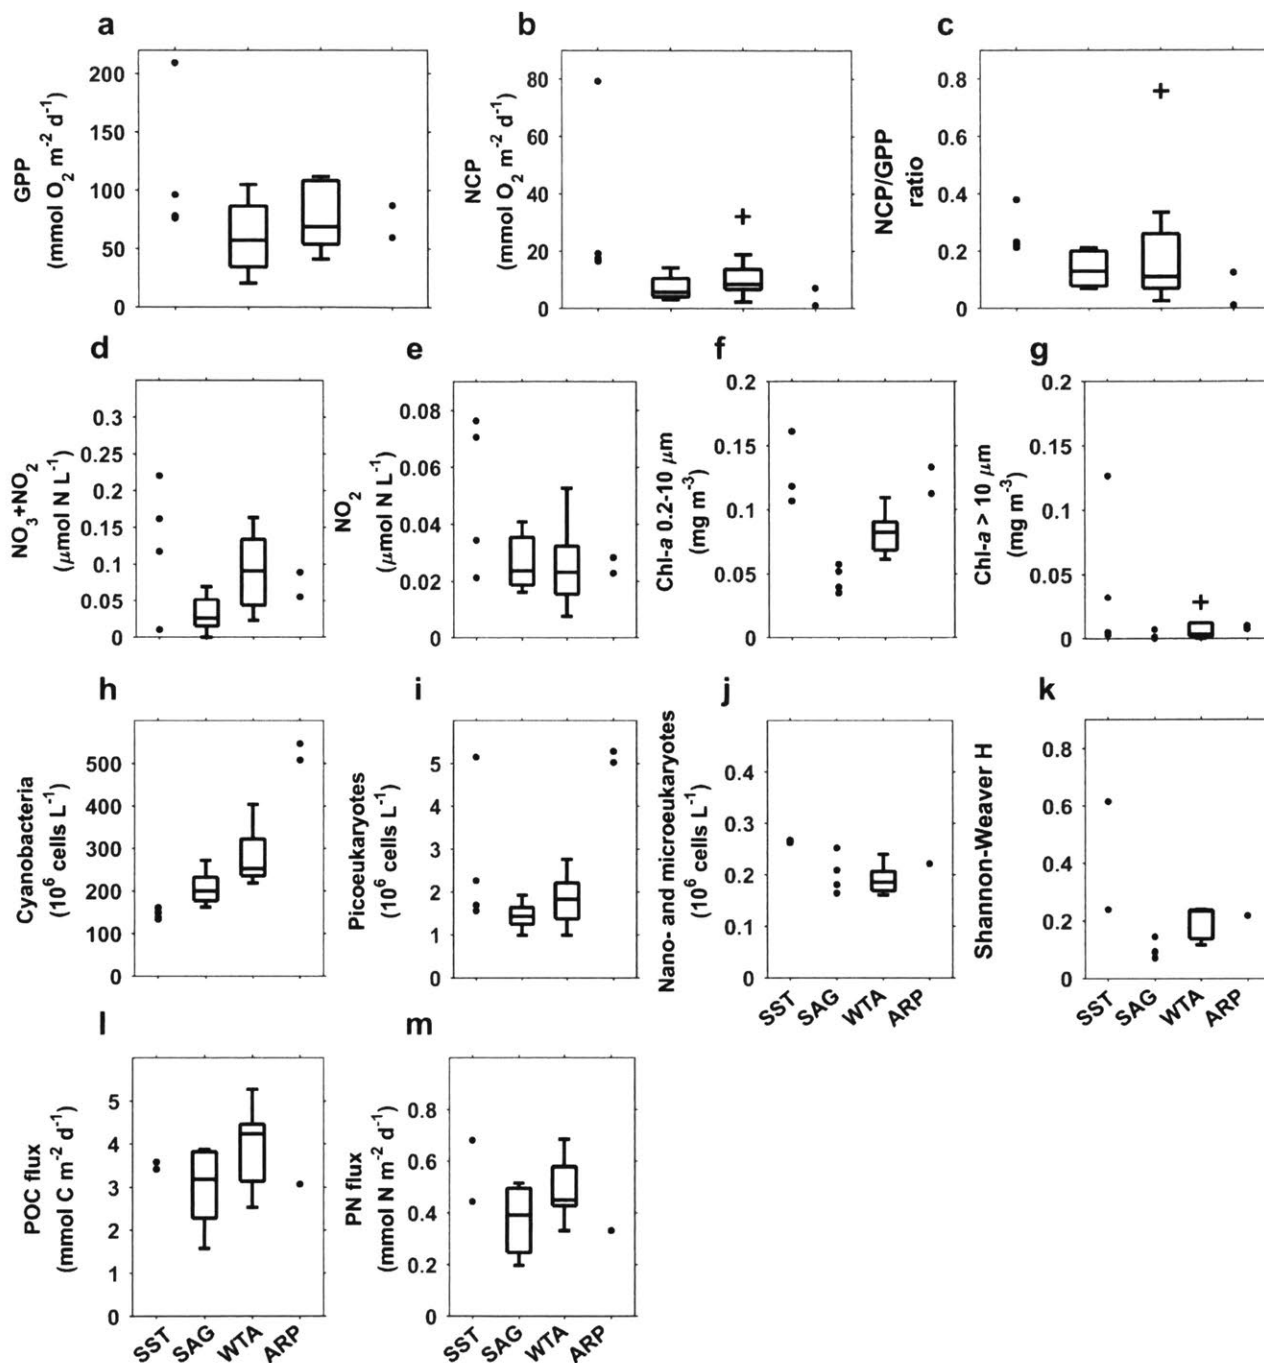 a
b
c
GPP
(mmol O2 m-2 d-1)
200
150
100
50
0
NCP
(mmol O2 m-2 d-1)
80
60
40
20
0
NCP/GPP
ratio
0.8
0.6
0.4
0.2
0
d
e
f
g
NO3+NO2
(μmol N L-1)
0.3
0.25
0.2
0.15
0.1
0.05
0
NO2
(μmol N L-1)
0.08
0.06
0.04
0.02
0
Chl-a 0.2-10 μm
(mg m-3)
0.2
0.15
0.1
0.05
0
Chl-a > 10 μm
(mg m-3)
0.2
0.15
0.1
0.05
0
h
i
j
k
Cyanobacteria
(10^6 cells L-1)
500
400
300
200
100
0
Picoeukaryotes
(10^6 cells L-1)
5
4
3
2
1
0
Nano- and microeukaryotes
(10^6 cells L-1)
0.4
0.3
0.2
0.1
0
Shannon-Weaver H
0.8
0.6
0.4
0.2
0
SST SAG WTA ARP
SST SAG WTA ARP
l
m
POC flux
(mmol C m-2 d-1)
5
4
3
2
1
0
PN flux
(mmol N m-2 d-1)
0.8
0.6
0.4
0.2
0
SST SAG WTA ARP
SST SAG WTA ARP